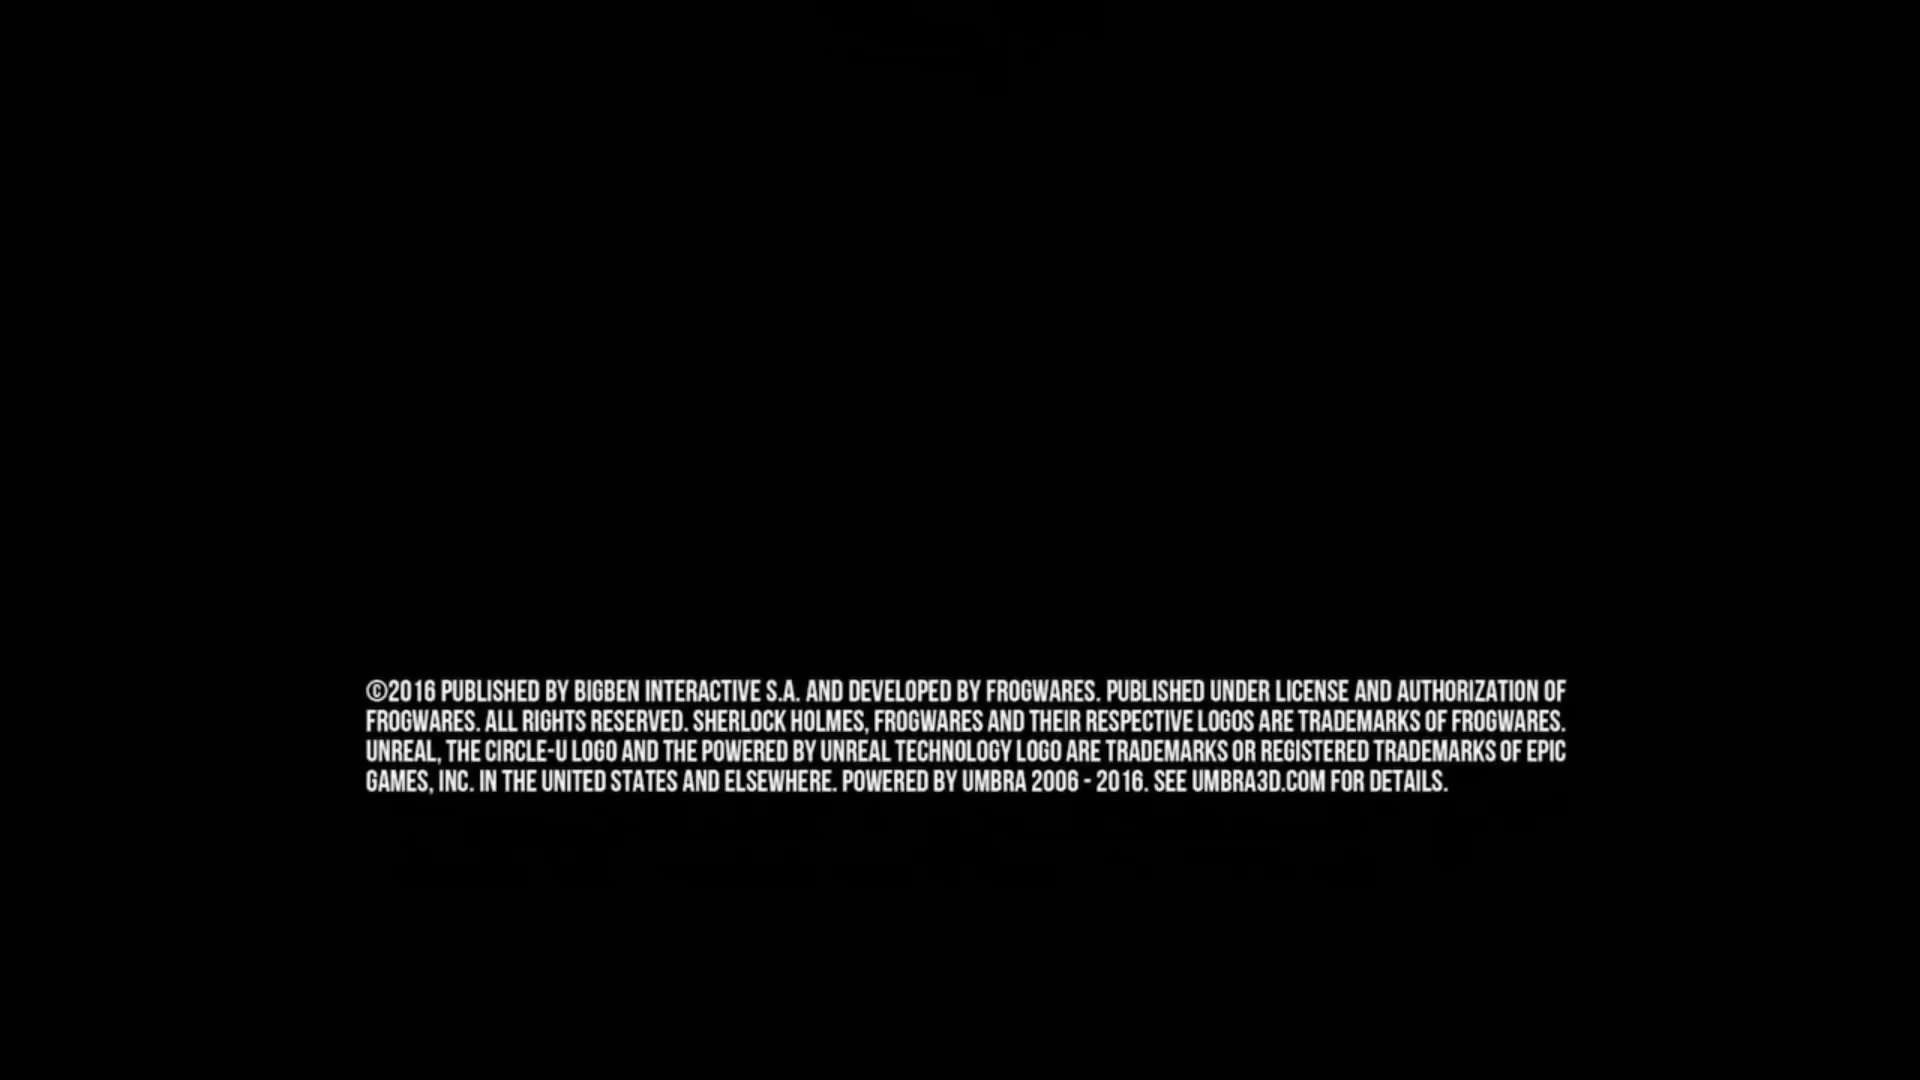 ©2016 PUBLISHED BY BIGBEN INTERACTIVE S.A. AND DEVELOPED BY FROGWARES. PUBLISHED UNDER LICENSE AND AUTHORIZATION OF
FROGWARES. ALL RIGHTS RESERVED. SHERLOCK HOLMES, FROGWARES AND THEIR RESPECTIVE LOGOS ARE TRADEMARKS OF FROGWARES.
UNREAL, THE CIRCLE-U LOGO AND THE POWERED BY UNREAL TECHNOLOGY LOGO ARE TRADEMARKS OR REGISTERED TRADEMARKS OF EPIC
GAMES, INC. IN THE UNITED STATES AND ELSEWHERE. POWERED BY UMBRA 2006 - 2016. SEE UMBRA3D.COM FOR DETAILS.